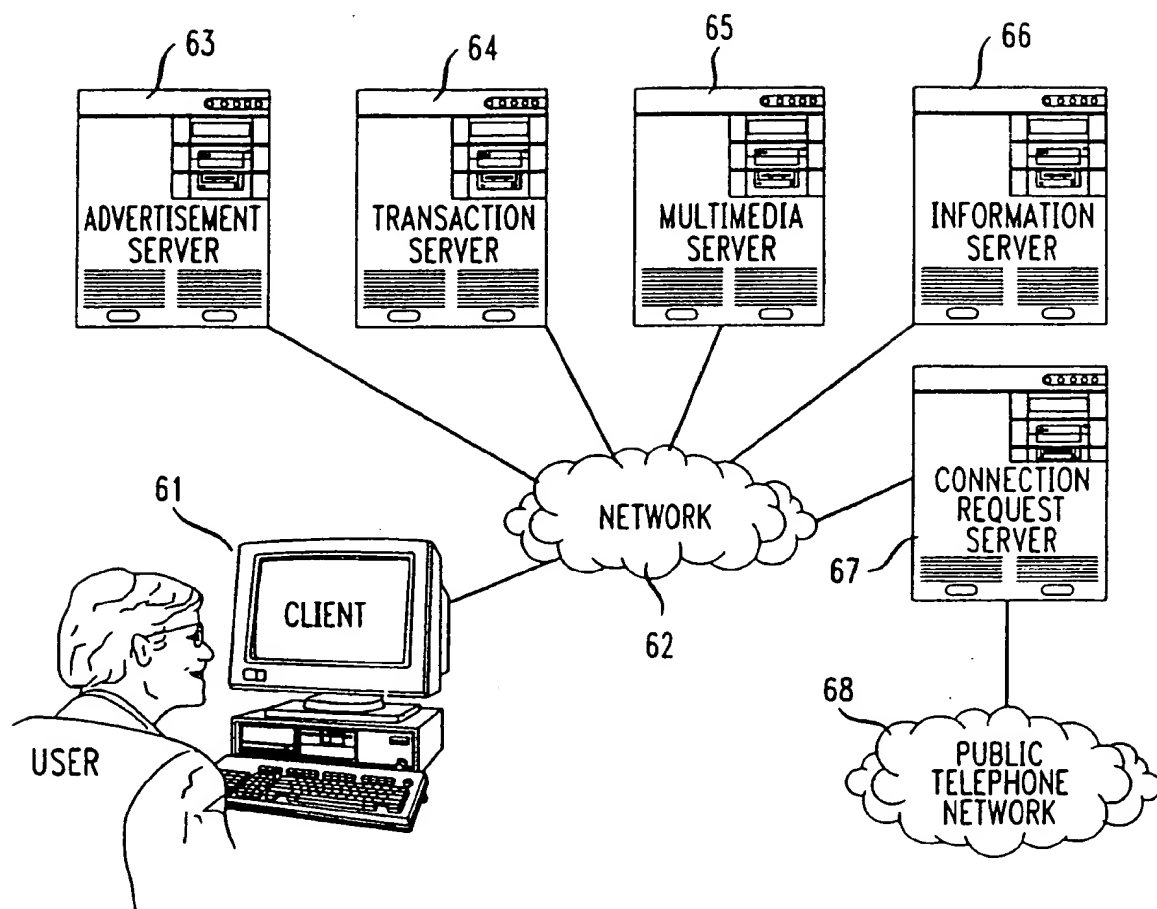 63
64
65
66
ADVERTISEMENT
SERVER
TRANSACTION
SERVER
MULTIMEDIA
SERVER
INFORMATION
SERVER
61
CLIENT
NETWORK
62
CONNECTION
REQUEST
SERVER
67
USER
68
PUBLIC
TELEPHONE
NETWORK